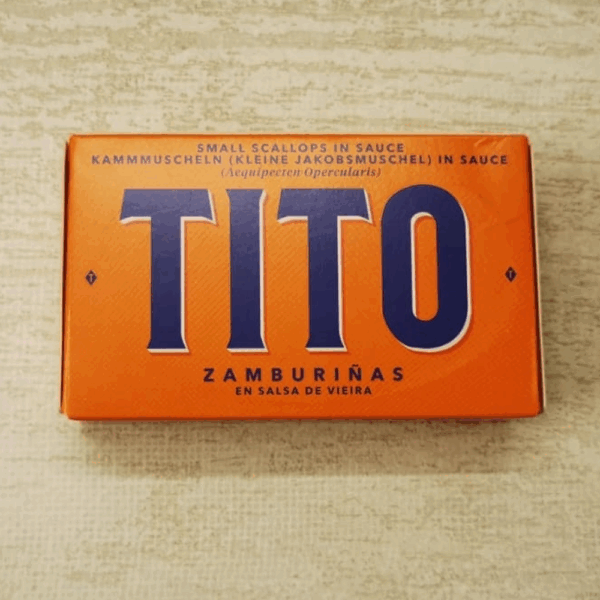 SMALL SCALLOPS IN SAUCE
KAMMMUSCHELN (KLEINE JAKOBSMUSCHEL) IN SAUCE
(Aequipecten Opercularis)
TITO
T
T
ZAMBURIÑAS
EN SALSA DE VIEIRA